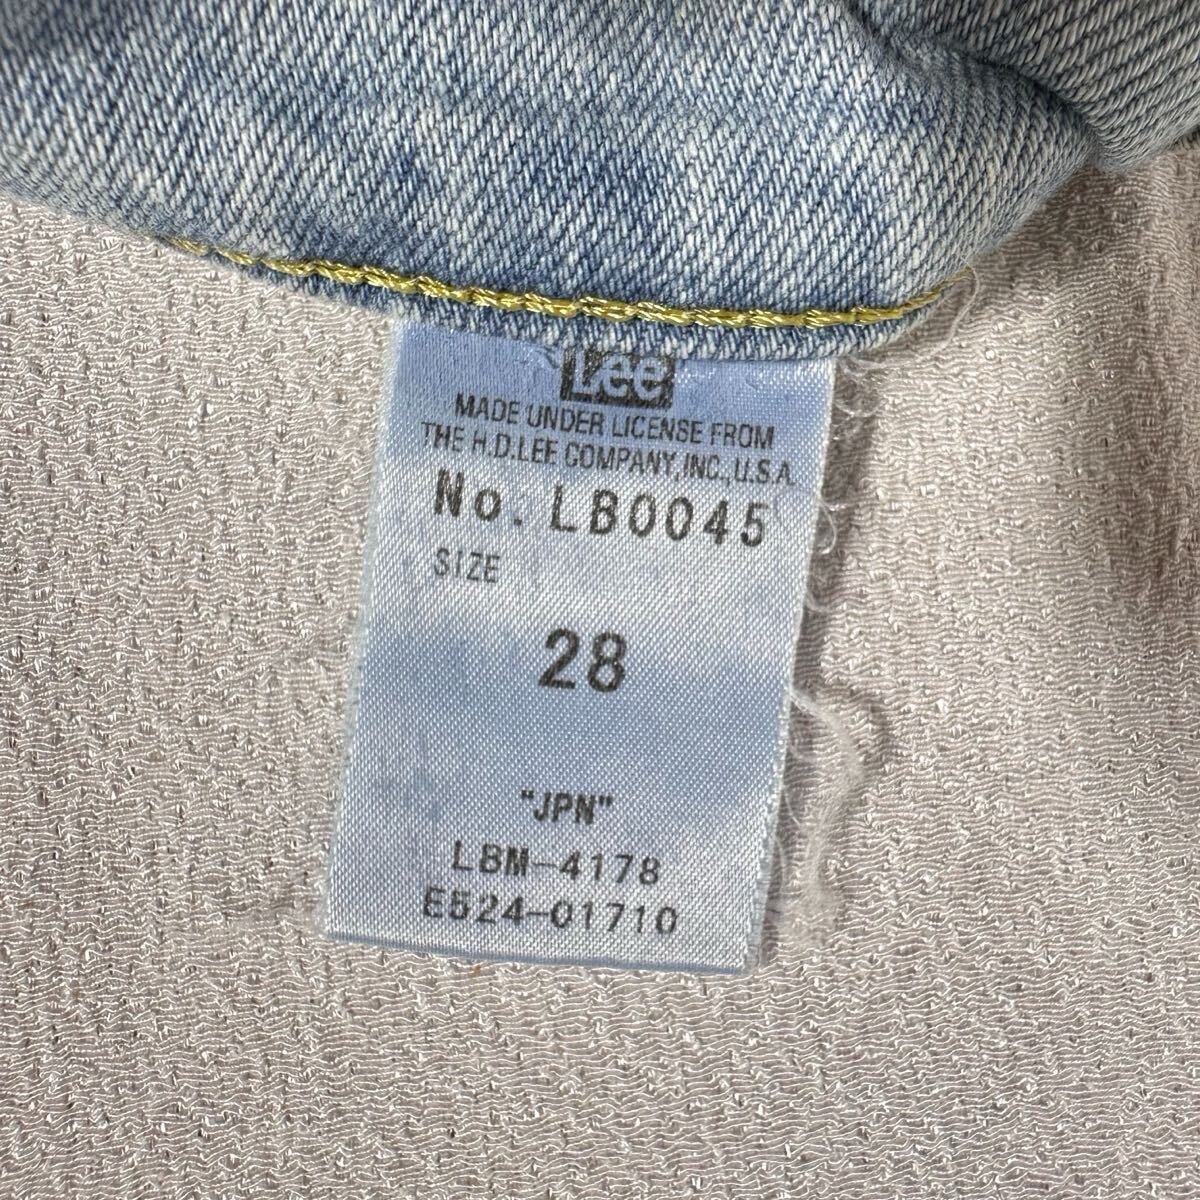 Lee
MADE UNDER LICENSE FROM
THE H.D.LEE COMPANY,INC.,U.S.A.
No. LB0045
SIZE
28
"JPN"
LBM-4178
E524-01710